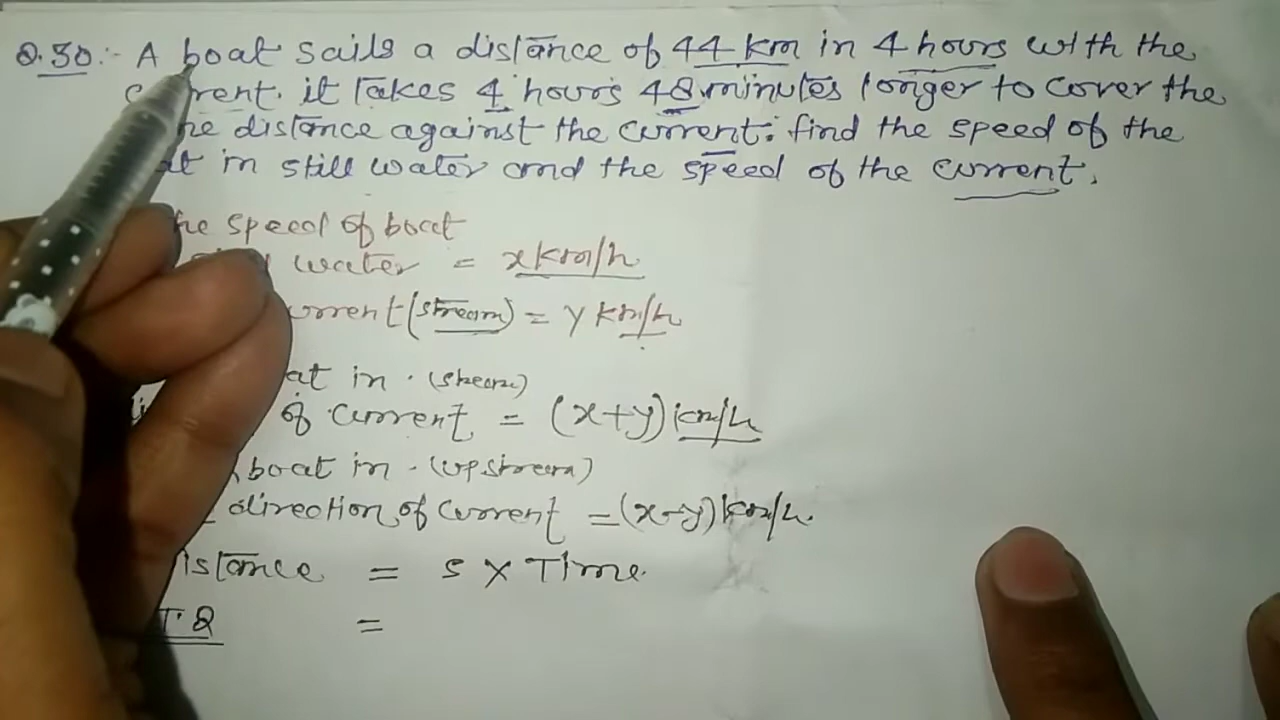 Q.30:- A boat sails a distance of 44 km in 4 hours with the
rent. it takes 4 hours 48 minutes longer to cover the
he distance against the current. find the speed of the
at in still water and the speed of the current.
he speed of boat
water = x km/h
urrent (stream) = y km/h
at in
of current = (x+y) km/h
boat in (upstream)
direction of current = (x-y) km/h.
istance = S X Time.
T.Q =